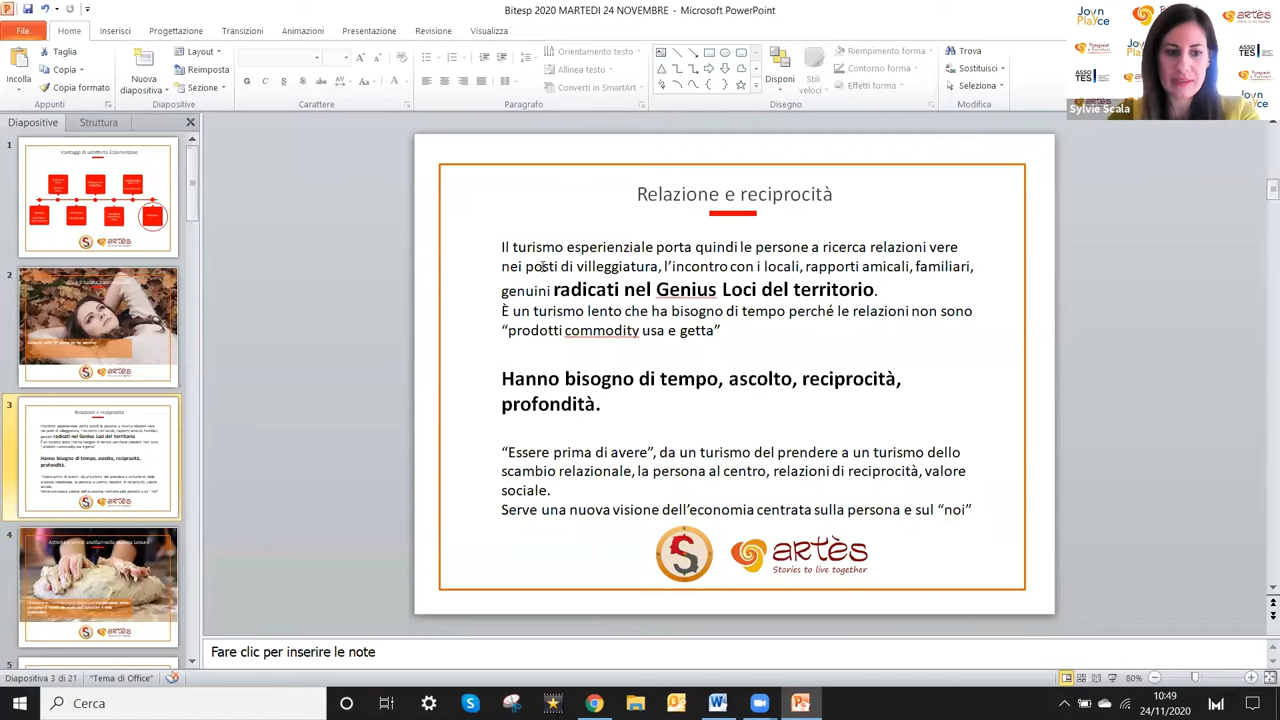 Bitesp 2020 MARTEDI 24 NOVEMBRE - Microsoft PowerPoint
File
Home
Inserisci
Progettazione
Transizioni
Animazioni
Presentazione
Revisione
Visualizza
Incolla
Taglia
Copia
Copia formato
Appunti
Nuova
diapositiva
Layout
Reimposta
Sezione
Diapositive
Carattere
Orientamento testo
Allinea testo
Converti in SmartArt
Paragrafo
Disponi
Stili
veloci
Riempimento forma
Contorno forma
Effetti forma
Disegno
Trova
Sostituisci
Seleziona
Modifica
Sylvie Scala
Diapositive
Struttura
1
2
3
4
5
Relazione e reciprocità
Il turismo esperienziale porta quindi le persone a ricerca relazioni vere
nei posti di villeggiatura, l’incontro con i locali, rapporti amicali, familiari,
genuini radicati nel Genius Loci del territorio.
È un turismo lento che ha bisogno di tempo perché le relazioni non sono
“prodotti commodity usa e getta”
Hanno bisogno di tempo, ascolto, reciprocità,
profondità.
“Essere prima di avere”, da un turismo del prendere a un turismo dello
scambio relazionale, la persona al centro, relazioni di reciprocità, valore
sociale.
Serve una nuova visione dell’economia centrata sulla persona e sul “noi”
artès
Stories to live together
Fare clic per inserire le note
Diapositiva 3 di 21
"Tema di Office"
80%
Cerca
10:49
24/11/2020